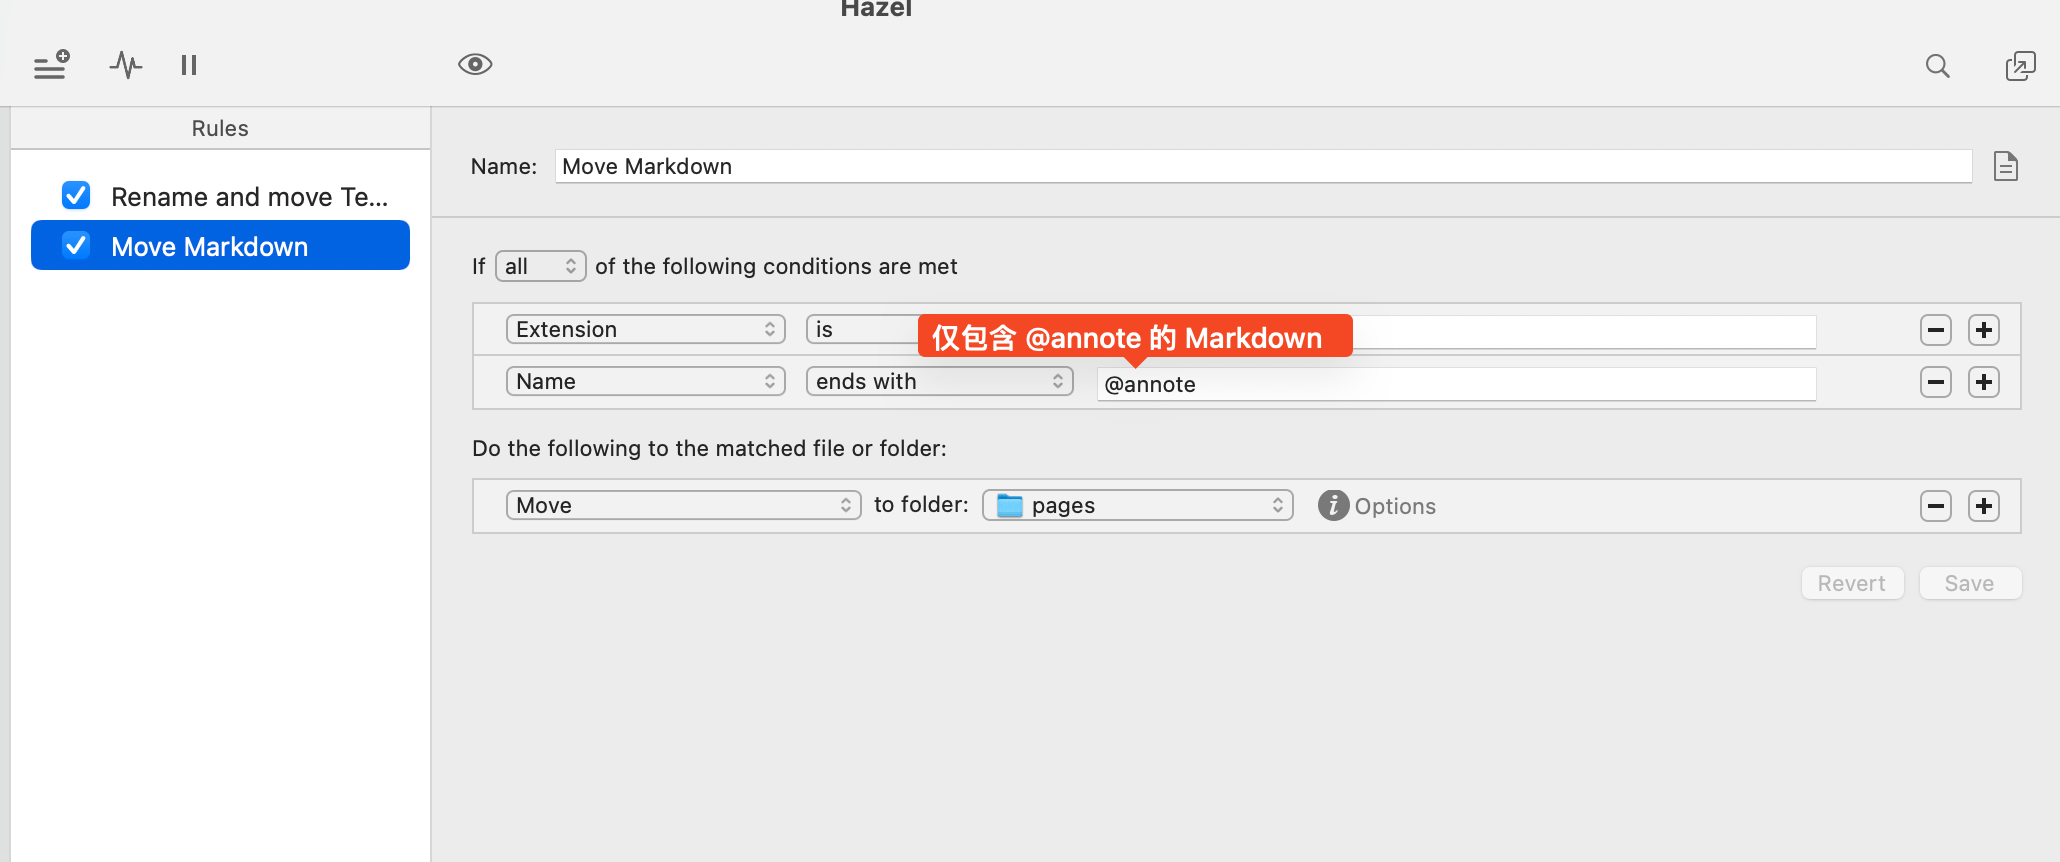 Hazel
Rules
Rename and move Te...
Move Markdown
Name: Move Markdown
If all of the following conditions are met
Extension is
仅包含 @annote 的 Markdown
Name ends with @annote
Do the following to the matched file or folder:
Move to folder: pages Options
Revert Save